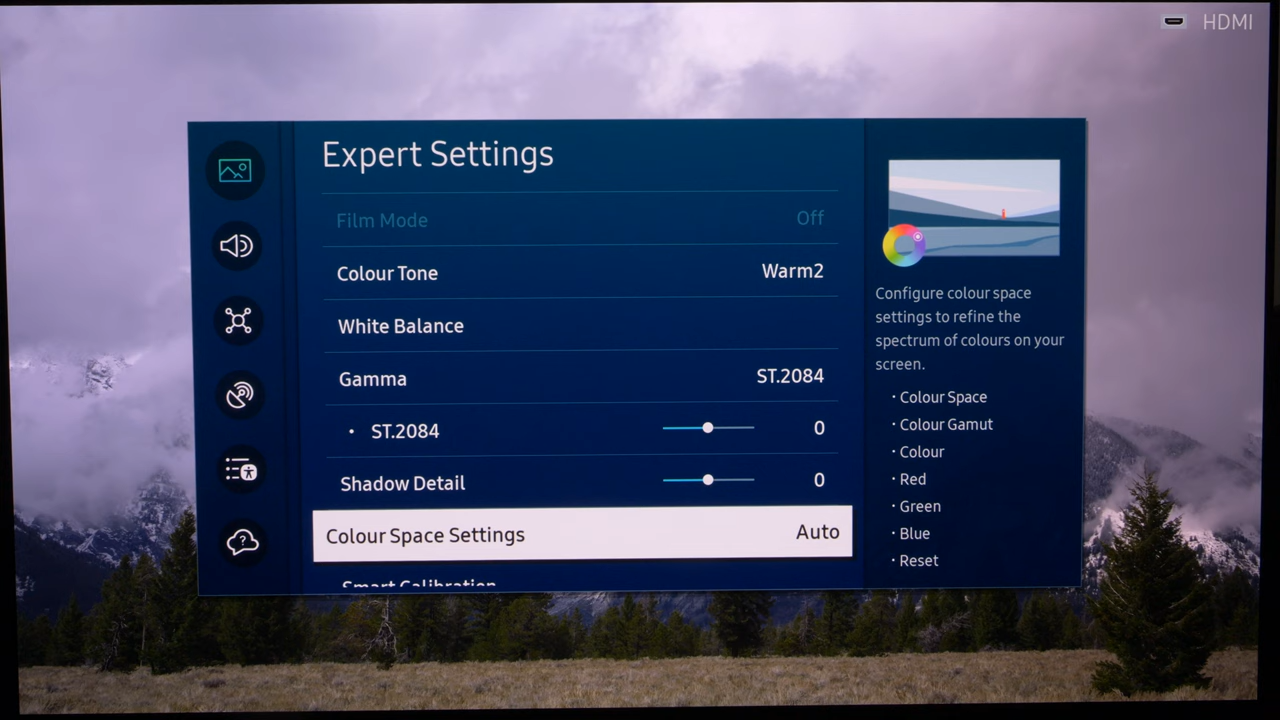 HDMI
Expert Settings
Film Mode Off
Colour Tone Warm2
White Balance
Gamma ST.2084
• ST.2084 0
Shadow Detail 0
Colour Space Settings Auto
Smart Calibration
Configure colour space
settings to refine the
spectrum of colours on your
screen.
• Colour Space
• Colour Gamut
• Colour
• Red
• Green
• Blue
• Reset